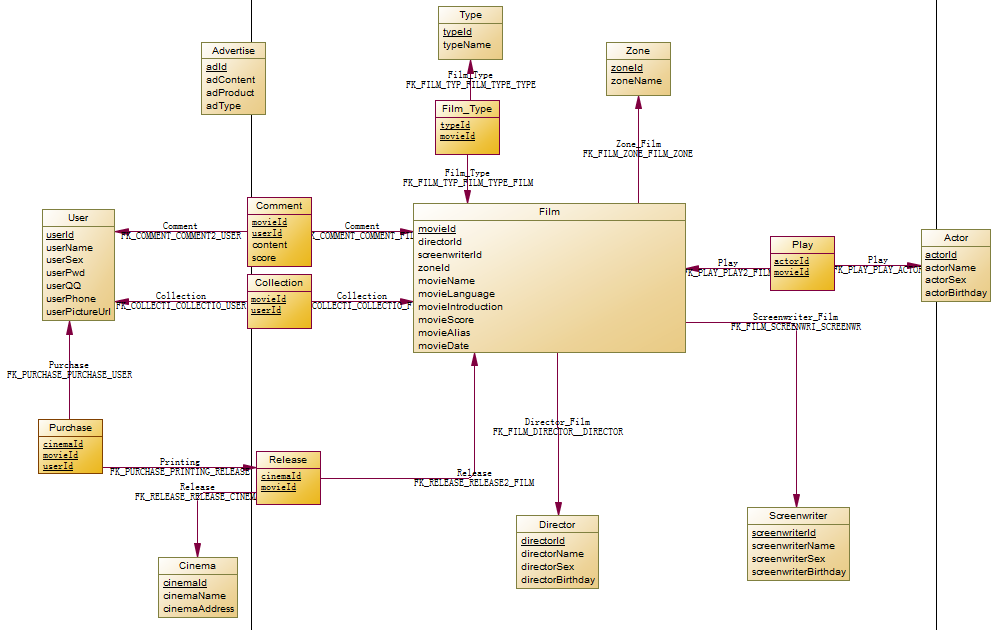 Type
typeId
typeName
Advertise
adId
adContent
adProduct
adType
Zone
zoneId
zoneName
Film_Type
FK_FILM_TYP_FILM_TYPE_TYPE
Film_Type
typeId
movieId
Zone_Film
FK_FILM_ZONE_FILM_ZONE
Film_Type
FK_FILM_TYP_FILM_TYPE_FILM
User
userId
userName
userSex
userPwd
userQQ
userPhone
userPictureUrl
Comment
FK_COMMENT_COMMENT2_USER
Comment
movieId
userId
content
score
Comment
K_COMMENT_COMMENT_FIL
Collection
FK_COLLECTI_COLLECTIO_USER
Collection
movieId
userId
Collection
COLLECTI_COLLECTIO_F
Film
movieId
directorId
screenwriterId
zoneId
movieName
movieLanguage
movieIntroduction
movieScore
movieAlias
movieDate
Play
K_PLAY_PLAY2_FILM
Play
actorId
movieId
Play
FK_PLAY_PLAY_ACTOR
Actor
actorId
actorName
actorSex
actorBirthday
Screenwriter_Film
FK_FILM_SCREENWRI_SCREENWR
Purchase
FK_PURCHASE_PURCHASE_USER
Purchase
cinemaId
movieId
userId
Printing
FK_PURCHASE_PRINTING_RELEASE
Release
cinemaId
movieId
Release
FK_RELEASE_RELEASE_CINEM
Release
FK_RELEASE_RELEASE2_FILM
Director_Film
FK_FILM_DIRECTOR__DIRECTOR
Cinema
cinemaId
cinemaName
cinemaAddress
Director
directorId
directorName
directorSex
directorBirthday
Screenwriter
screenwriterId
screenwriterName
screenwriterSex
screenwriterBirthday